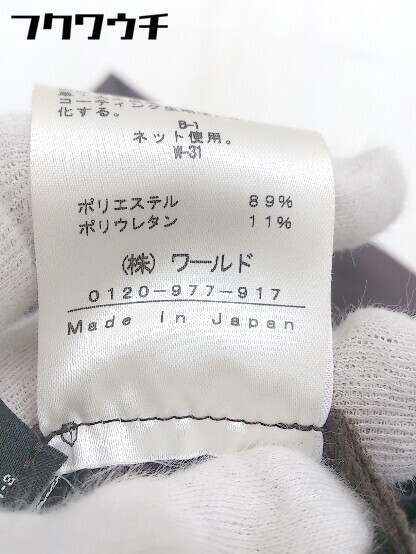 フクワウチ
コーティング
化する。
B-1
ネット使用。
W-31
ポリエステル 89%
ポリウレタン 11%
(株) ワールド
0120-977-917
Made in Japan